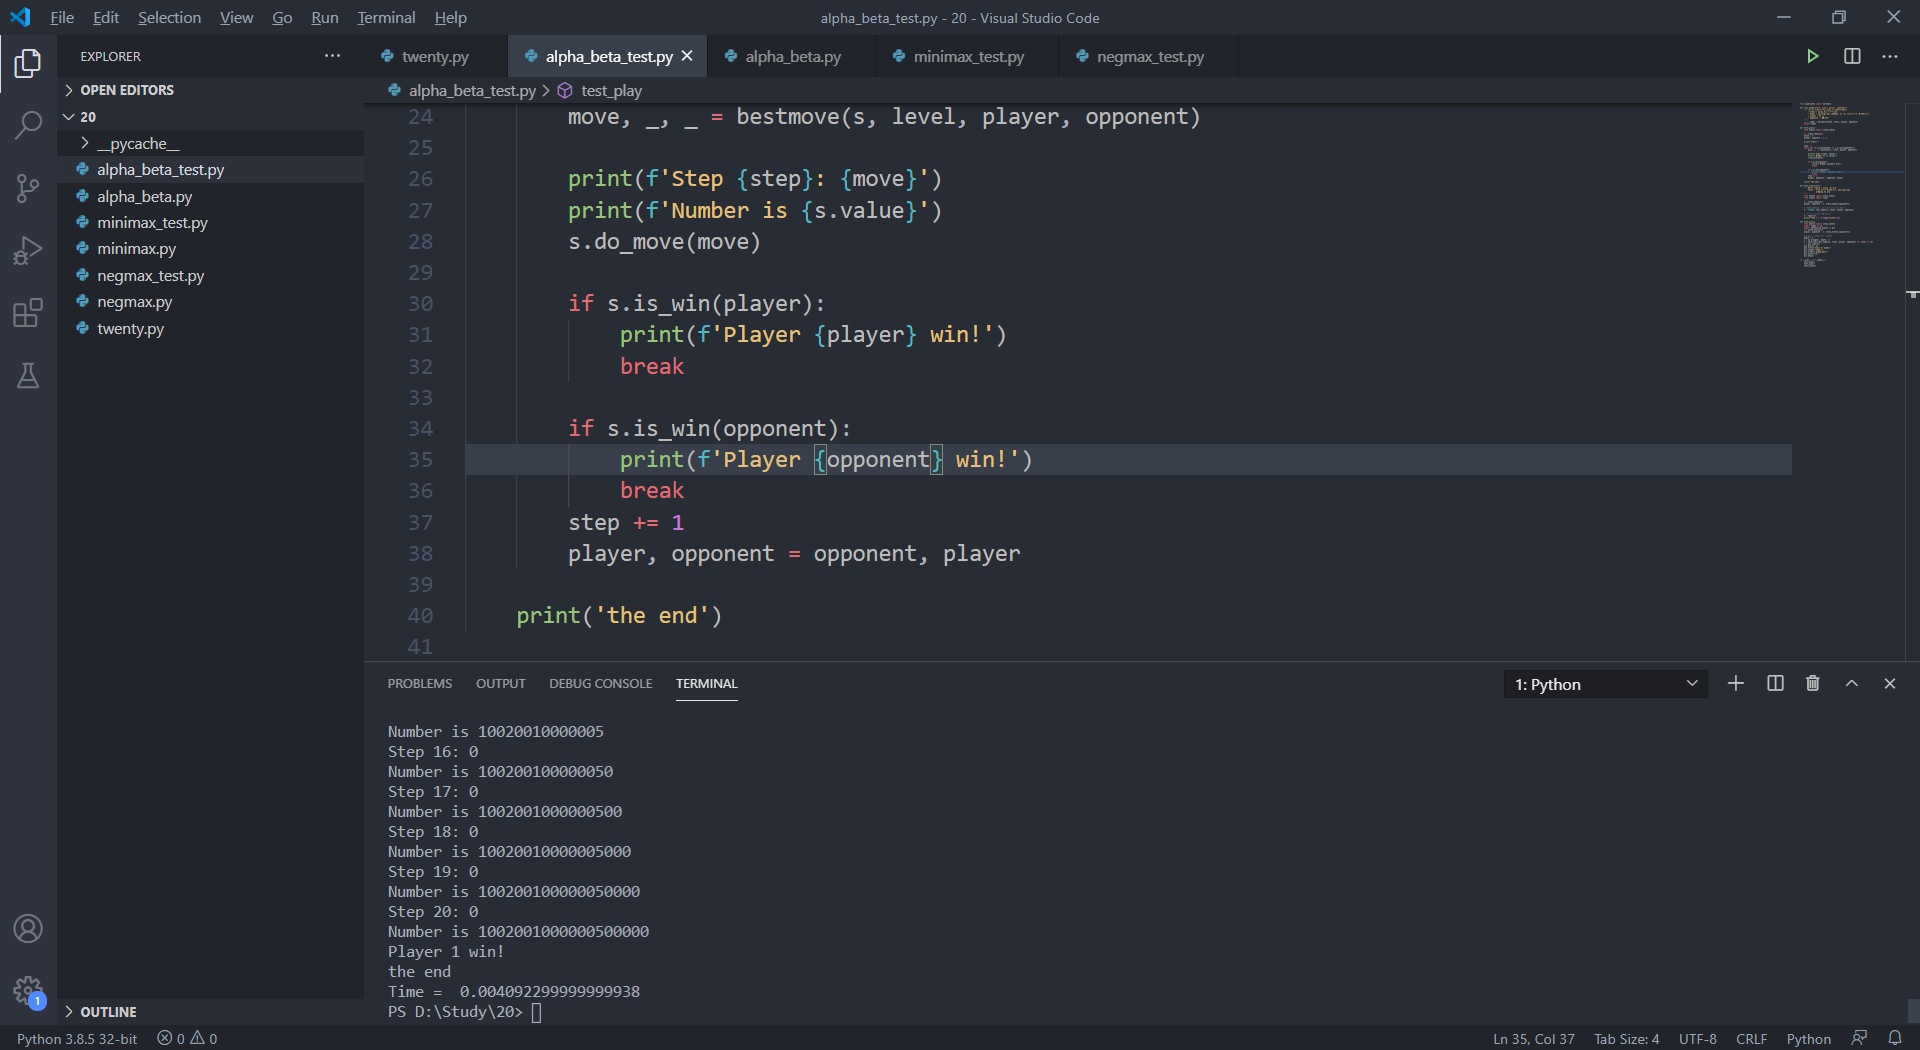 File Edit Selection View Go Run Terminal Help
alpha_beta_test.py - 20 - Visual Studio Code
EXPLORER
OPEN EDITORS
20
__pycache__
alpha_beta_test.py
alpha_beta.py
minimax_test.py
minimax.py
negmax_test.py
negmax.py
twenty.py
OUTLINE
1
twenty.py alpha_beta_test.py alpha_beta.py minimax_test.py negmax_test.py
alpha_beta_test.py > test_play
24 move, _, _ = bestmove(s, level, player, opponent)
25
26 print(f'Step {step}: {move}')
27 print(f'Number is {s.value}')
28 s.do_move(move)
29
30 if s.is_win(player):
31 print(f'Player {player} win!')
32 break
33
34 if s.is_win(opponent):
35 print(f'Player {opponent} win!')
36 break
37 step += 1
38 player, opponent = opponent, player
39
40 print('the end')
41
PROBLEMS OUTPUT DEBUG CONSOLE TERMINAL
1: Python
Number is 10020010000005
Step 16: 0
Number is 100200100000050
Step 17: 0
Number is 1002001000000500
Step 18: 0
Number is 10020010000005000
Step 19: 0
Number is 100200100000050000
Step 20: 0
Number is 1002001000000500000
Player 1 win!
the end
Time =  0.004092299999999938
PS D:\Study\20>
Python 3.8.5 32-bit 0 0 Ln 35, Col 37 Tab Size: 4 UTF-8 CRLF Python